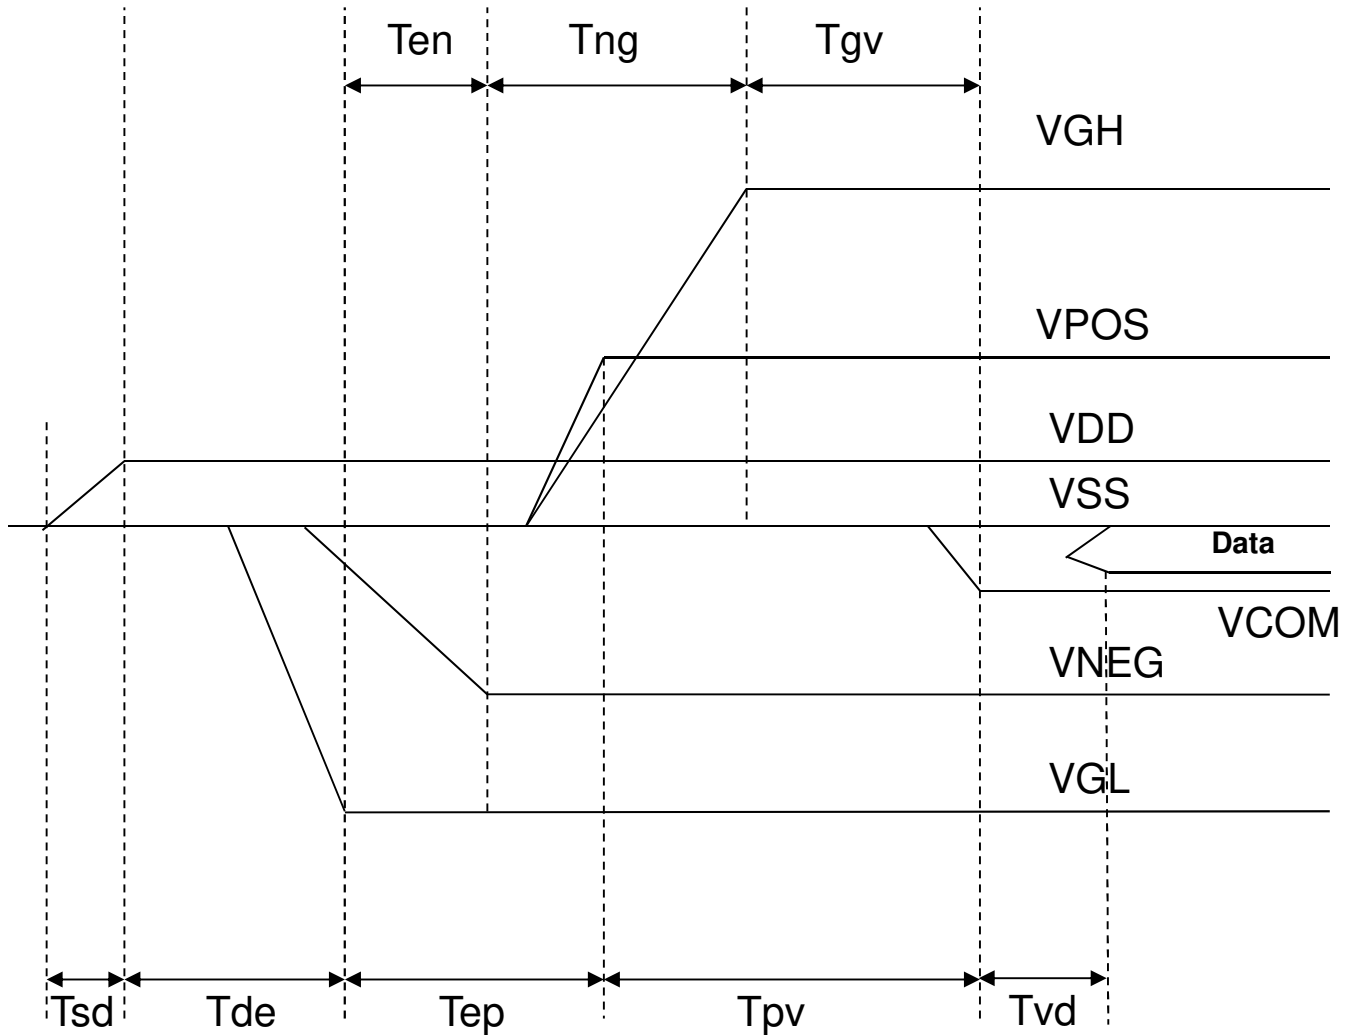 Ten
Tng
Tgv
VGH
VPOS
VDD
VSS
Data
VCOM
VNEG
VGL
Tsd
Tde
Tep
Tpv
Tvd